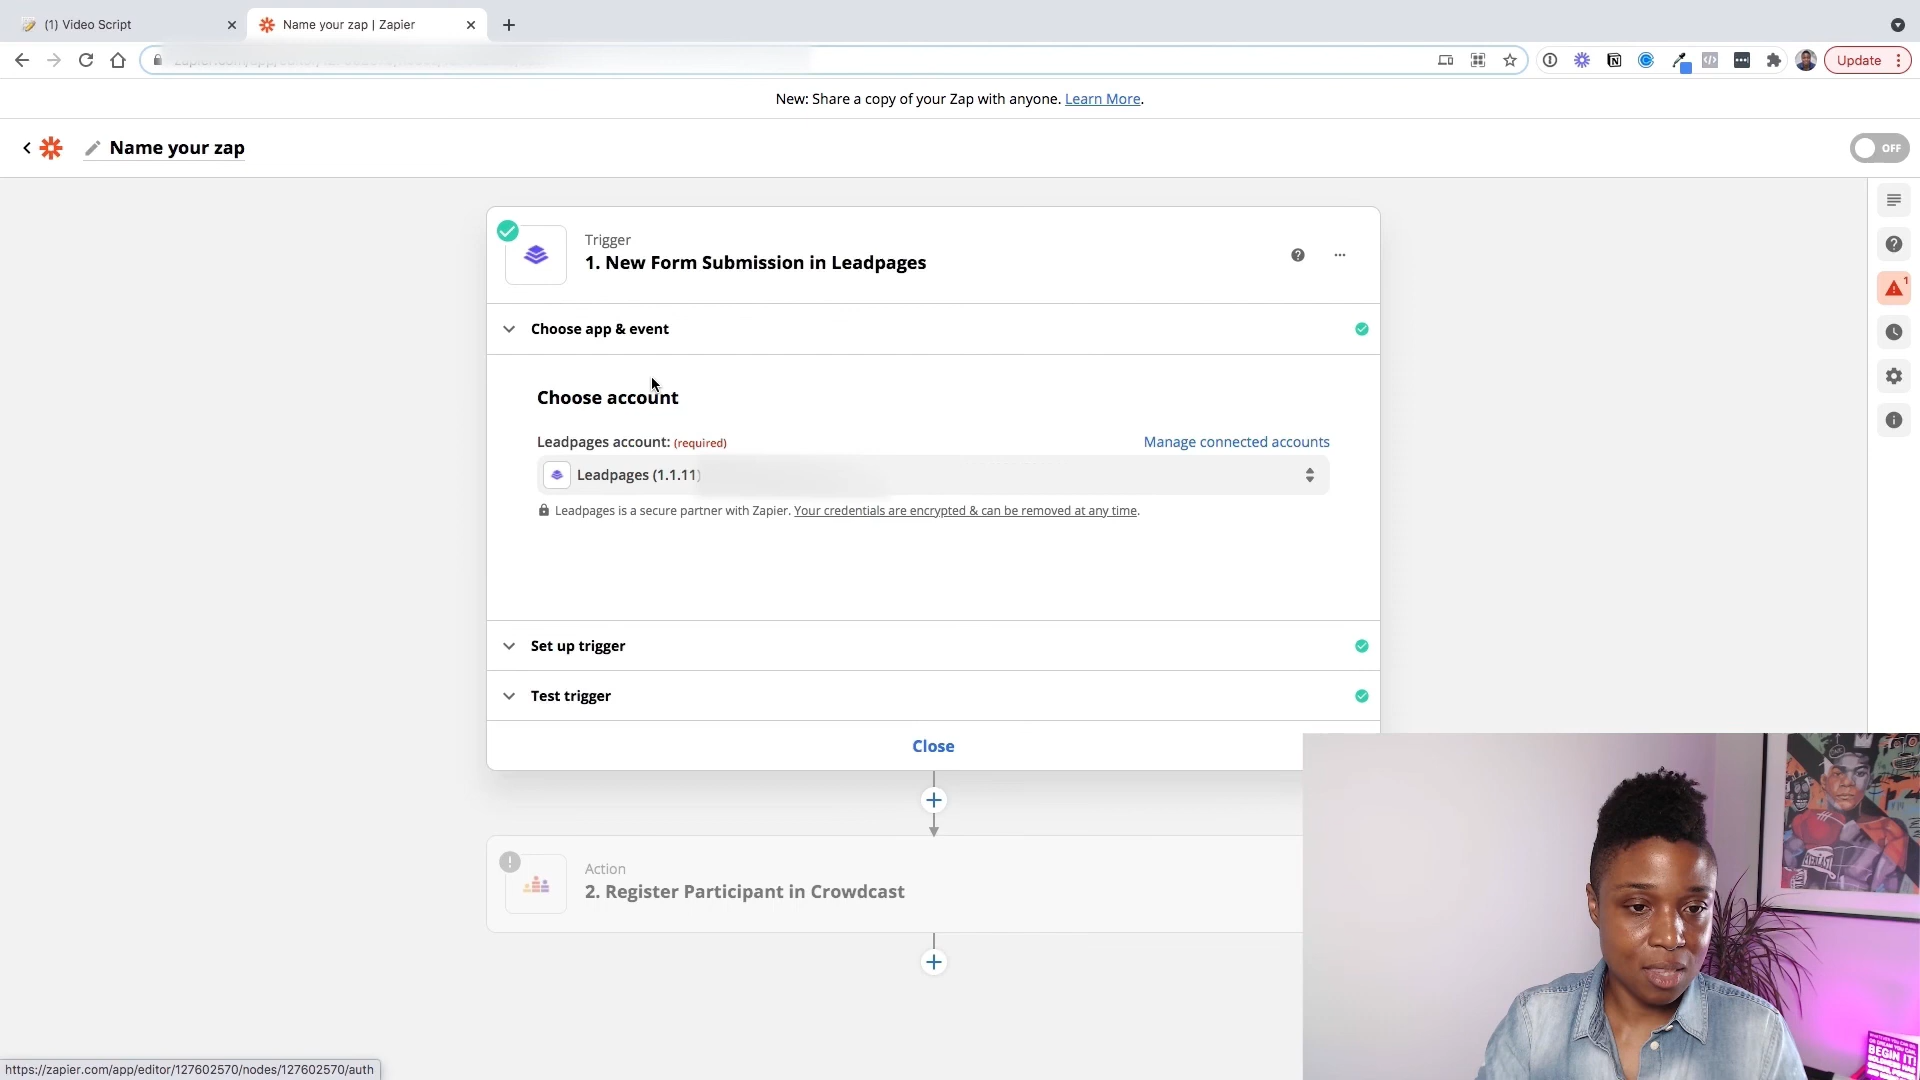 (1) Video Script
Name your zap | Zapier
Update
New: Share a copy of your Zap with anyone. Learn More.
Name your zap
OFF
Trigger
1. New Form Submission in Leadpages
Choose app & event
1
Choose account
Leadpages account: (required)
Manage connected accounts
Leadpages (1.1.11)
Leadpages is a secure partner with Zapier. Your credentials are encrypted & can be removed at any time.
Set up trigger
Test trigger
Close
Action
2. Register Participant in Crowdcast
BEGIN IT!
https://zapier.com/app/editor/127602570/nodes/127602570/auth